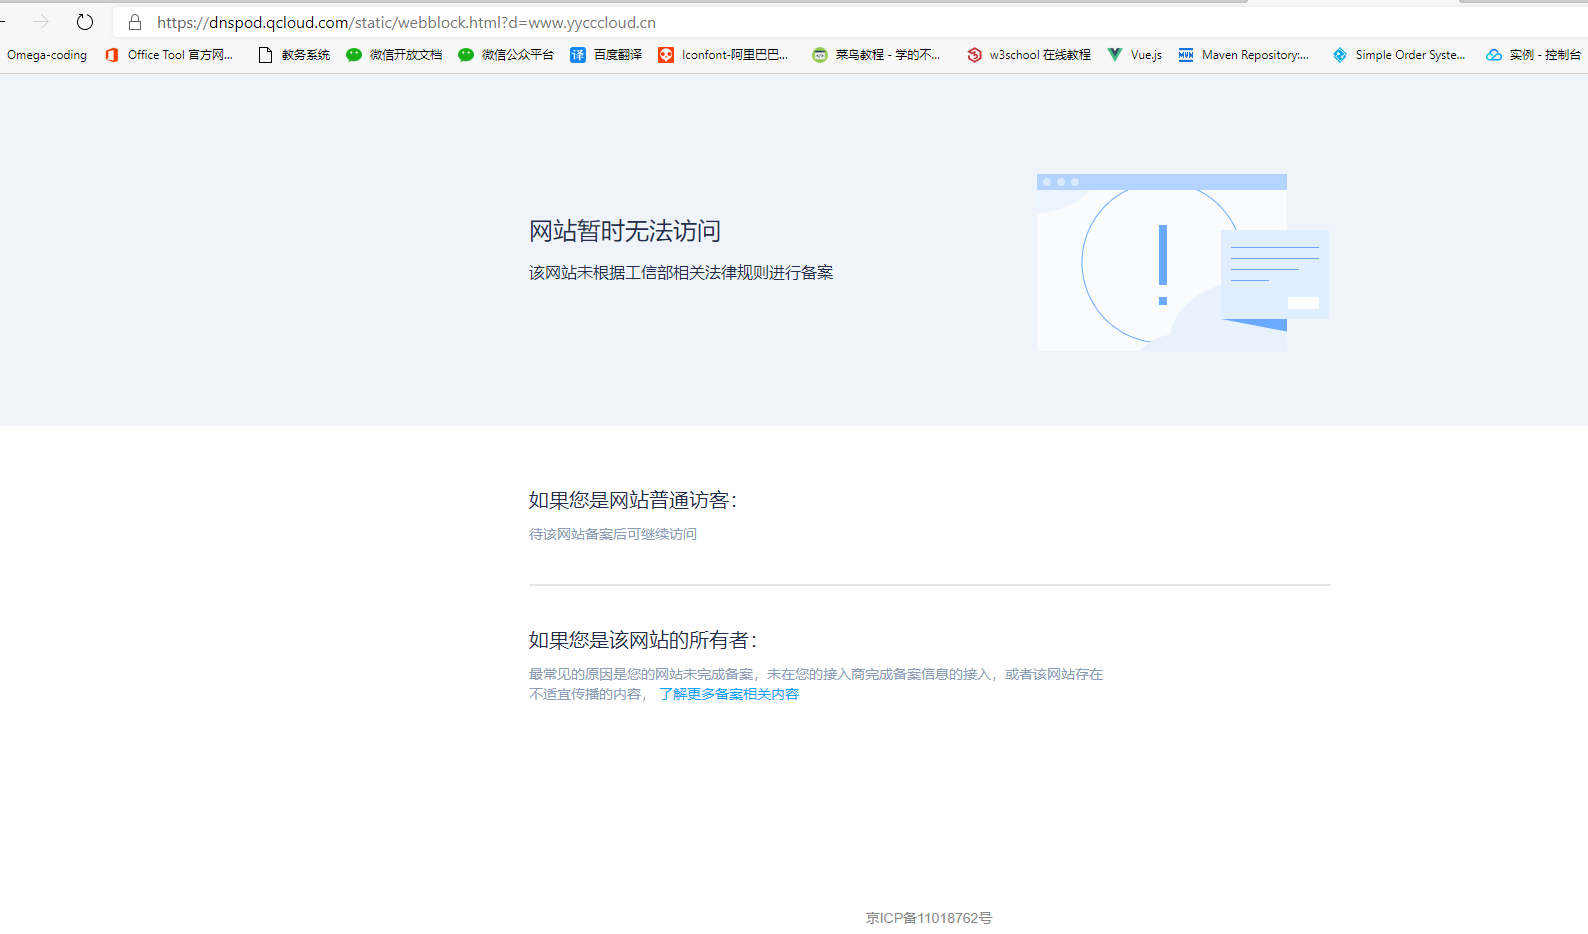 https://dnspod.qcloud.com/static/webblock.html?d=www.yycccloud.cn
Omega-coding
Office Tool 官方网...
教务系统
微信开放文档
微信公众平台
译 百度翻译
Iconfont-阿里巴巴...
菜鸟教程 - 学的不...
w3school 在线教程
Vue.js
MVN Maven Repository:...
Simple Order Syste...
实例 - 控制台
网站暂时无法访问
该网站未根据工信部相关法律规则进行备案
如果您是网站普通访客：
待该网站备案后可继续访问
如果您是该网站的所有者：
最常见的原因是您的网站未完成备案，未在您的接入商完成备案信息的接入，或者该网站存在
不适宜传播的内容， 了解更多备案相关内容
京ICP备11018762号